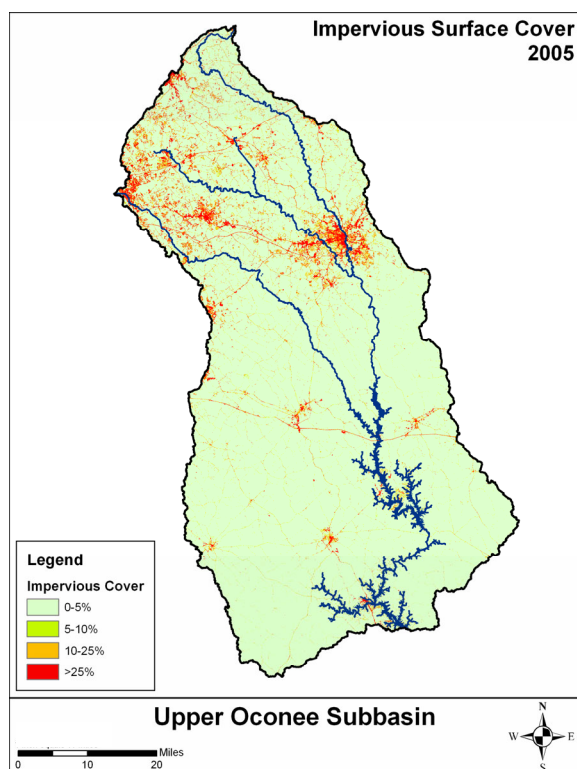 Impervious Surface Cover
2005
Legend
Impervious Cover
0-5%
5-10%
10-25%
>25%
Upper Oconee Subbasin
Miles
0 10 20
N
W E
S